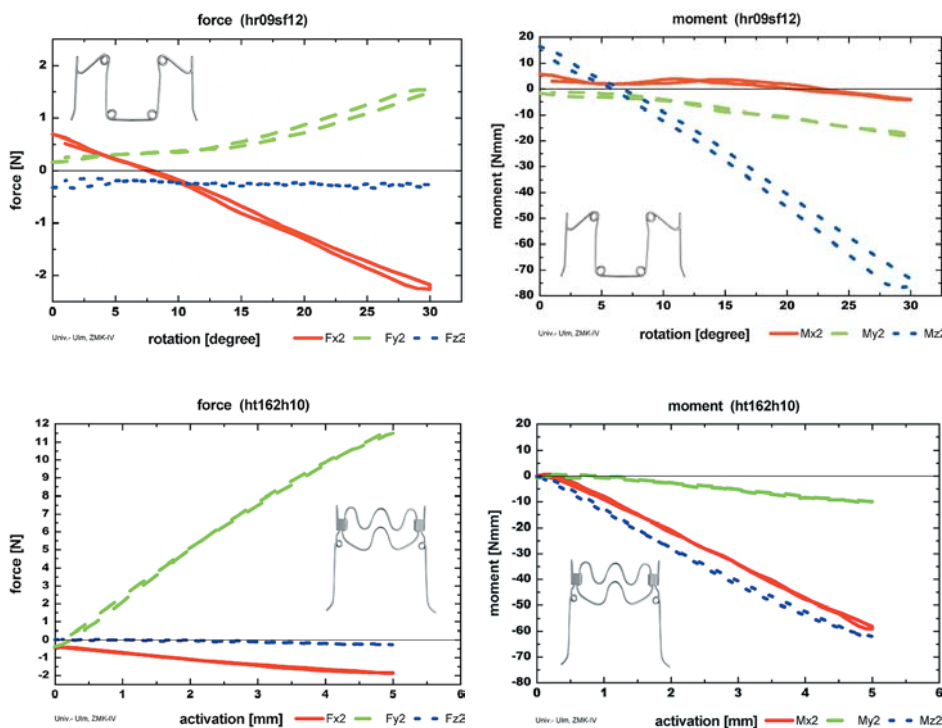 force (hr09sf12)
force [N]
2
1
0
-1
-2
0 5 10 15 20 25 30
rotation [degree]
Univ.- Ulm, ZMK-IV
Fx2 Fy2 Fz2
moment (hr09sf12)
moment [Nmm]
20
10
0
-10
-20
-30
-40
-50
-60
-70
-80
0 5 10 15 20 25 30
rotation [degree]
Univ.- Ulm, ZMK-IV
Mx2 My2 Mz2
force (ht162h10)
force [N]
12
11
10
9
8
7
6
5
4
3
2
1
0
-1
-2
0 1 2 3 4 5 6
activation [mm]
Univ.- Ulm, ZMK-IV
Fx2 Fy2 Fz2
moment (ht162h10)
moment [Nmm]
20
10
0
-10
-20
-30
-40
-50
-60
-70
-80
0 1 2 3 4 5 6
activation [mm]
Univ.- Ulm, ZMK-IV
Mx2 My2 Mz2